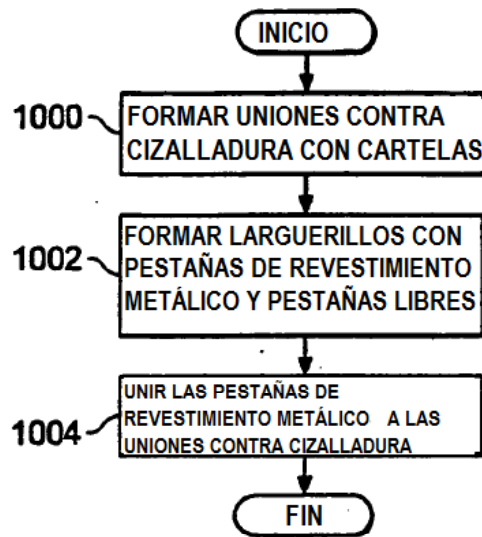 INICIO
1000
FORMAR UNIONES CONTRA
CIZALLADURA CON CARTELAS
1002
FORMAR LARGUERILLOS CON
PESTAÑAS DE REVESTIMIENTO
METÁLICO Y PESTAÑAS LIBRES
1004
UNIR LAS PESTAÑAS DE
REVESTIMIENTO METÁLICO A LAS
UNIONES CONTRA CIZALLADURA
FIN